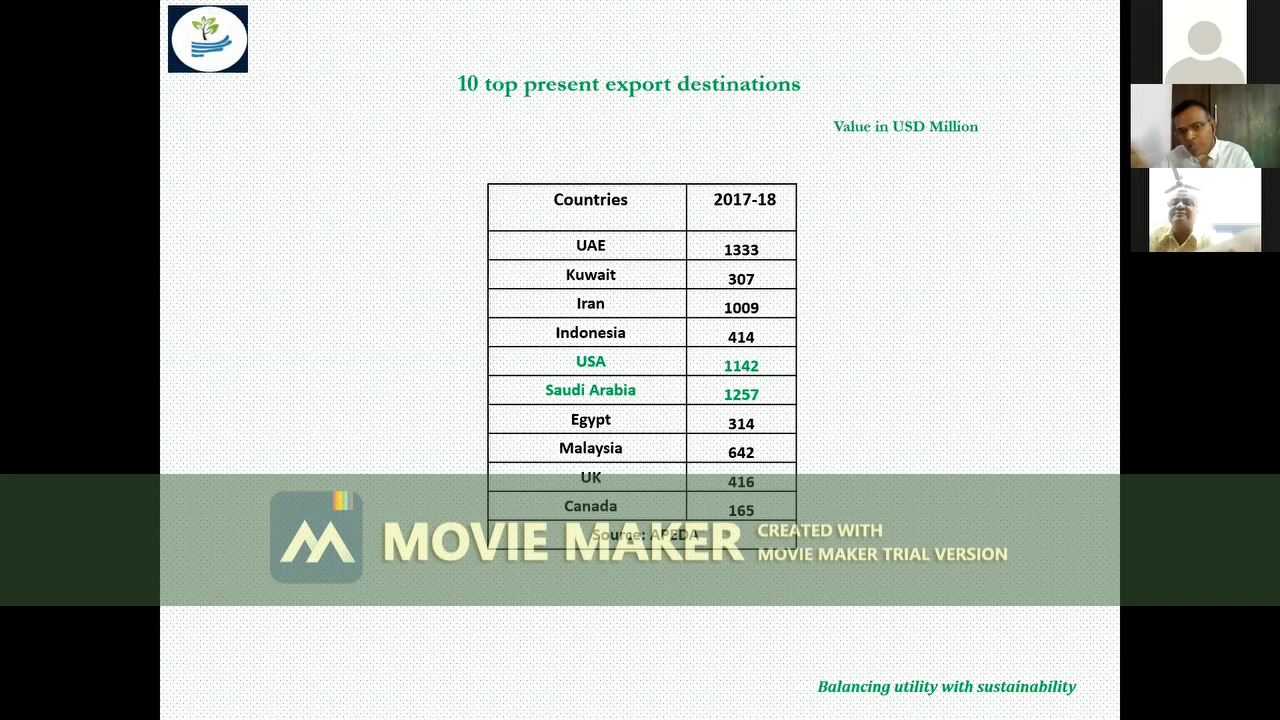 10 top present export destinations
Value in USD Million
Countries 2017-18
UAE 1333
Kuwait 307
Iran 1009
Indonesia 414
USA 1142
Saudi Arabia 1257
Egypt 314
Malaysia 642
UK 416
Canada 165
Source: APEDA
MOVIE MAKER
CREATED WITH
MOVIE MAKER TRIAL VERSION
Balancing utility with sustainability